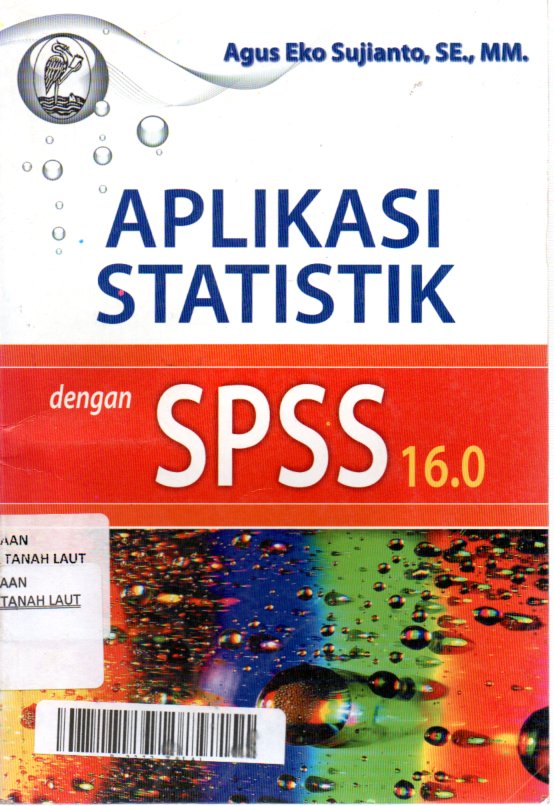 Agus Eko Sujianto, SE., MM.
APLIKASI
STATISTIK
dengan
SPSS 16.0
AAN
TANAH LAUT
AAN
TANAH LAUT